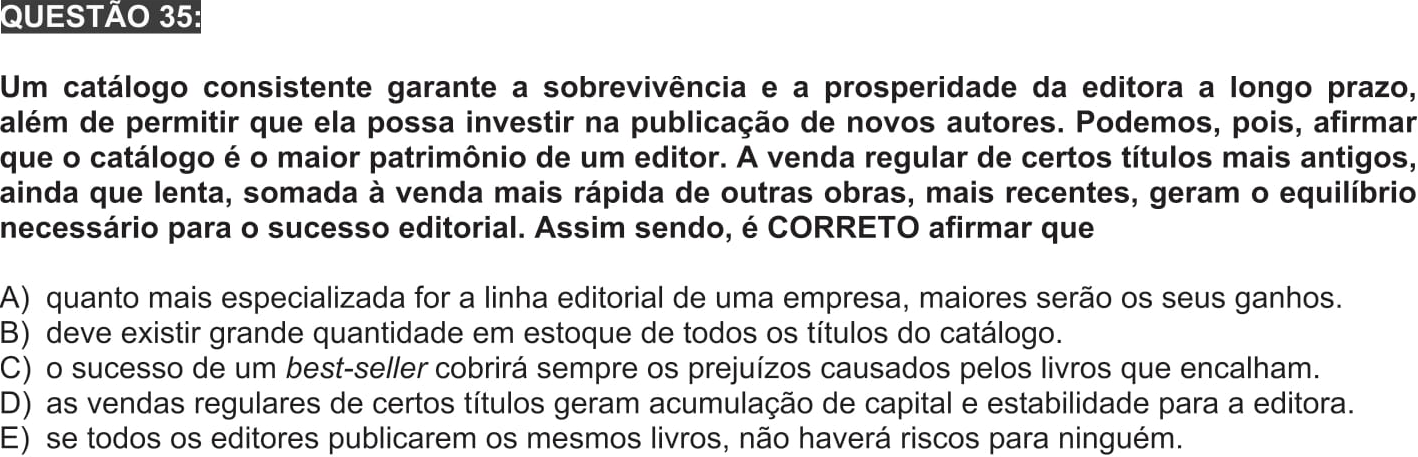 QUESTÃO 35:
Um catálogo consistente garante a sobrevivência e a prosperidade da editora a longo prazo,
além de permitir que ela possa investir na publicação de novos autores. Podemos, pois, afirmar
que o catálogo é o maior patrimônio de um editor. A venda regular de certos títulos mais antigos,
ainda que lenta, somada à venda mais rápida de outras obras, mais recentes, geram o equilíbrio
necessário para o sucesso editorial. Assim sendo, é CORRETO afirmar que
A) quanto mais especializada for a linha editorial de uma empresa, maiores serão os seus ganhos.
B) deve existir grande quantidade em estoque de todos os títulos do catálogo.
C) o sucesso de um best-seller cobrirá sempre os prejuízos causados pelos livros que encalham.
D) as vendas regulares de certos títulos geram acumulação de capital e estabilidade para a editora.
E) se todos os editores publicarem os mesmos livros, não haverá riscos para ninguém.